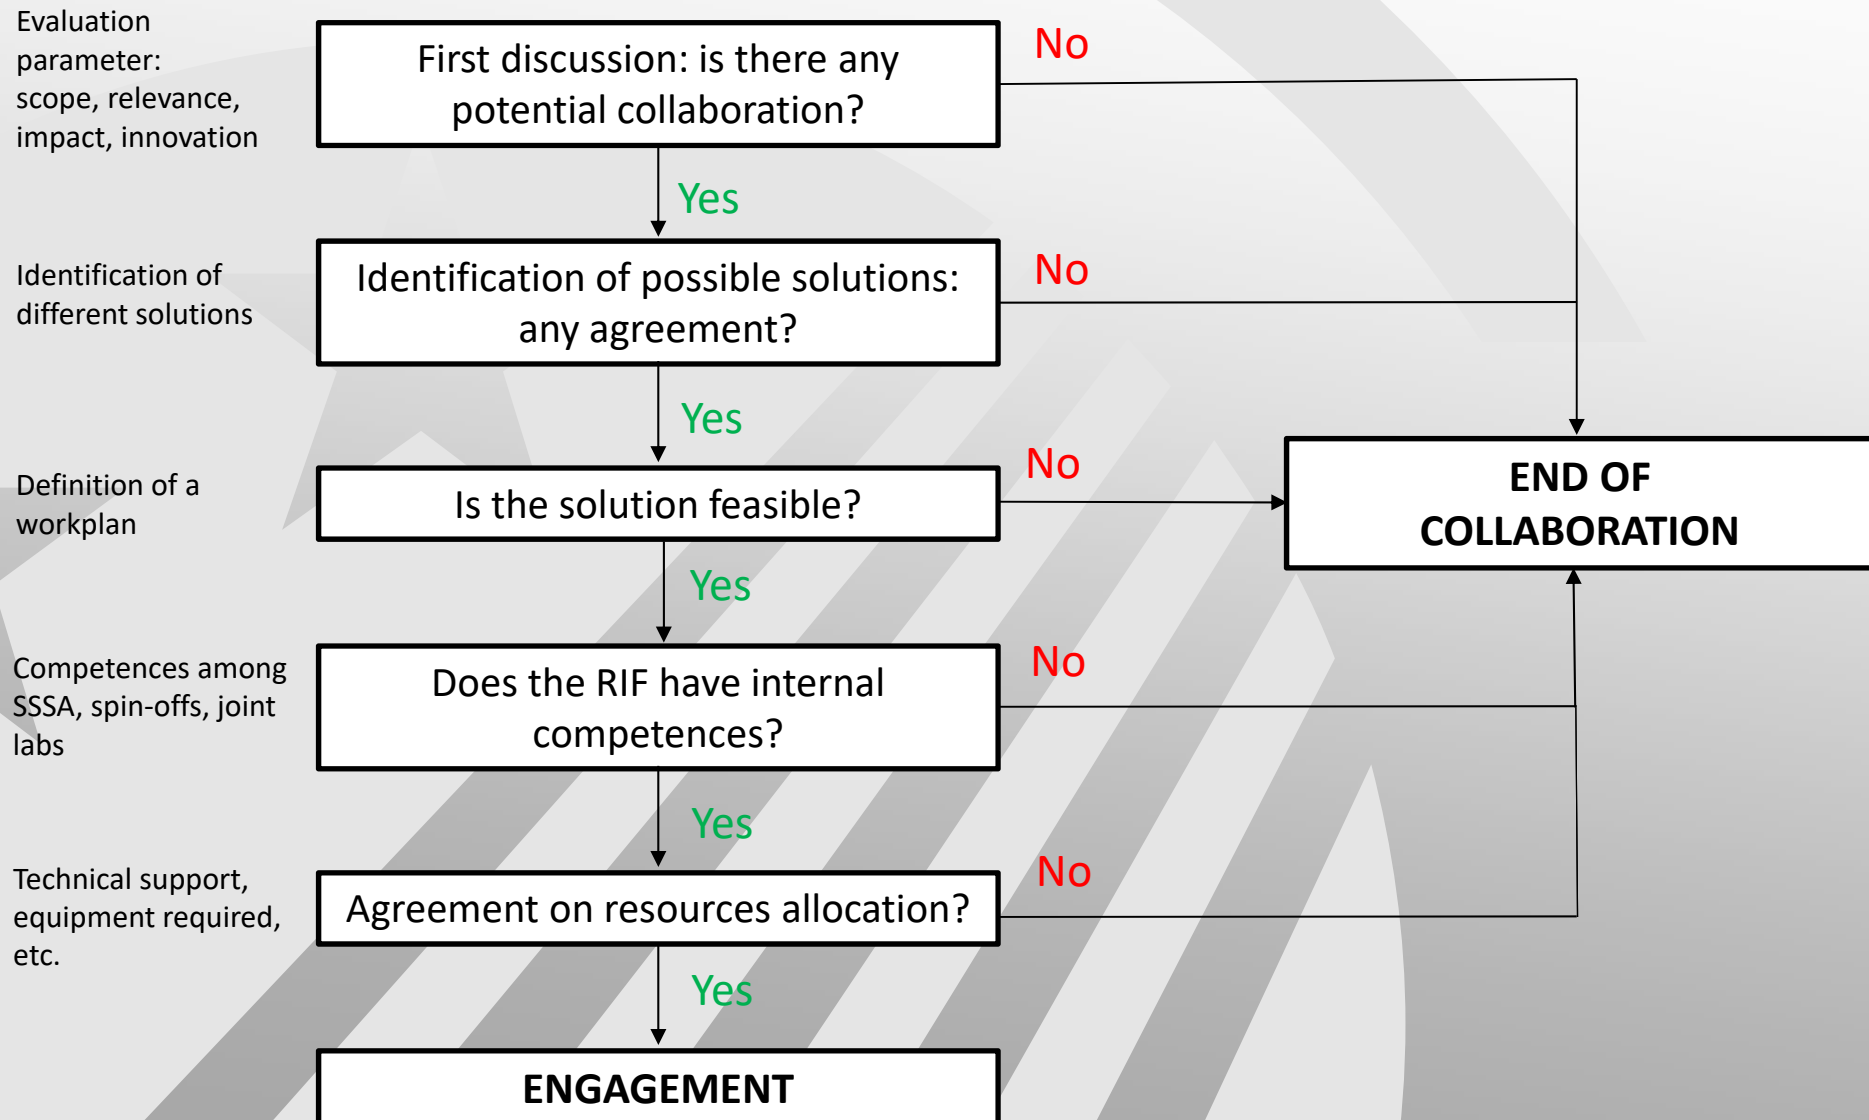 Evaluation
parameter:
scope, relevance,
impact, innovation
First discussion: is there any
potential collaboration?
No
Yes
Identification of
different solutions
Identification of possible solutions:
any agreement?
No
Yes
Definition of a
workplan
Is the solution feasible?
No
END OF
COLLABORATION
Yes
Competences among
SSSA, spin-offs, joint
labs
Does the RIF have internal
competences?
No
Yes
Technical support,
equipment required,
etc.
Agreement on resources allocation?
No
Yes
ENGAGEMENT